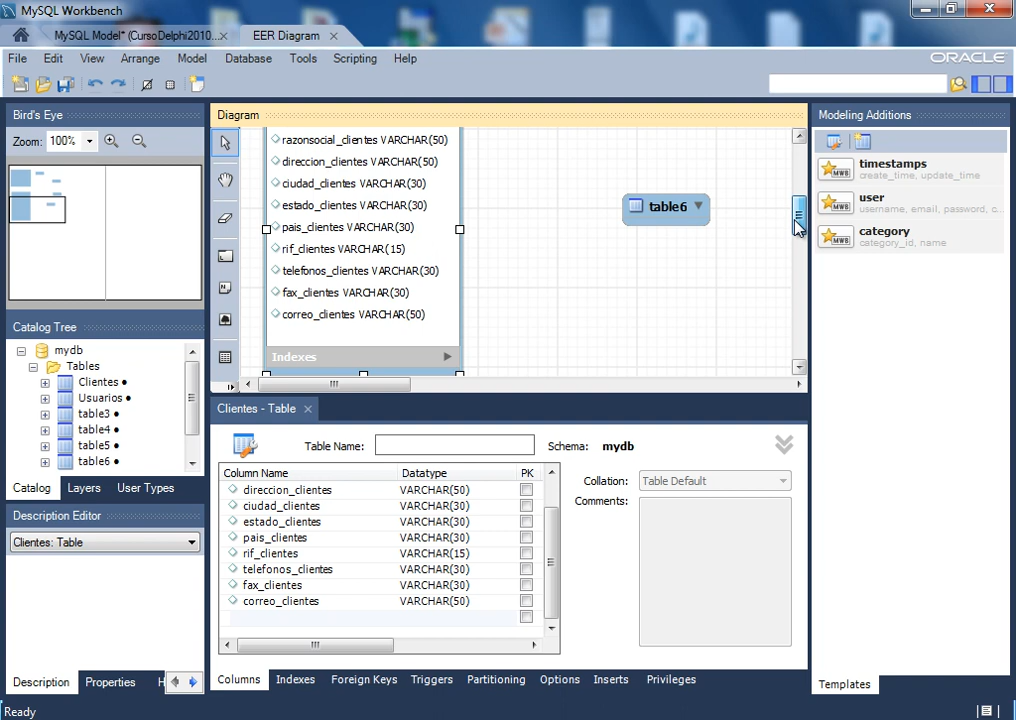 MySQL Workbench
MySQL Model* (CursoDelphi2010...
EER Diagram
File Edit View Arrange Model Database Tools Scripting Help
ORACLE
Bird's Eye
Zoom: 100%
Catalog Tree
mydb
Tables
Clientes
Usuarios
table3
table4
table5
table6
Catalog Layers User Types
Description Editor
Clientes: Table
Description Properties H
Diagram
razonsocial_clientes VARCHAR(50)
direccion_clientes VARCHAR(50)
ciudad_clientes VARCHAR(30)
estado_clientes VARCHAR(30)
pais_clientes VARCHAR(30)
rif_clientes VARCHAR(15)
telefonos_clientes VARCHAR(30)
fax_clientes VARCHAR(30)
correo_clientes VARCHAR(50)
Indexes
table6
Clientes - Table
Table Name:
Schema: mydb
Column Name Datatype PK
direccion_clientes VARCHAR(50)
ciudad_clientes VARCHAR(30)
estado_clientes VARCHAR(30)
pais_clientes VARCHAR(30)
rif_clientes VARCHAR(15)
telefonos_clientes VARCHAR(30)
fax_clientes VARCHAR(30)
correo_clientes VARCHAR(50)
Collation: Table Default
Comments:
Columns Indexes Foreign Keys Triggers Partitioning Options Inserts Privileges
Modeling Additions
MWB
timestamps
create_time, update_time
MWB
user
username, email, password, c...
MWB
category
category_id, name
Templates
Ready